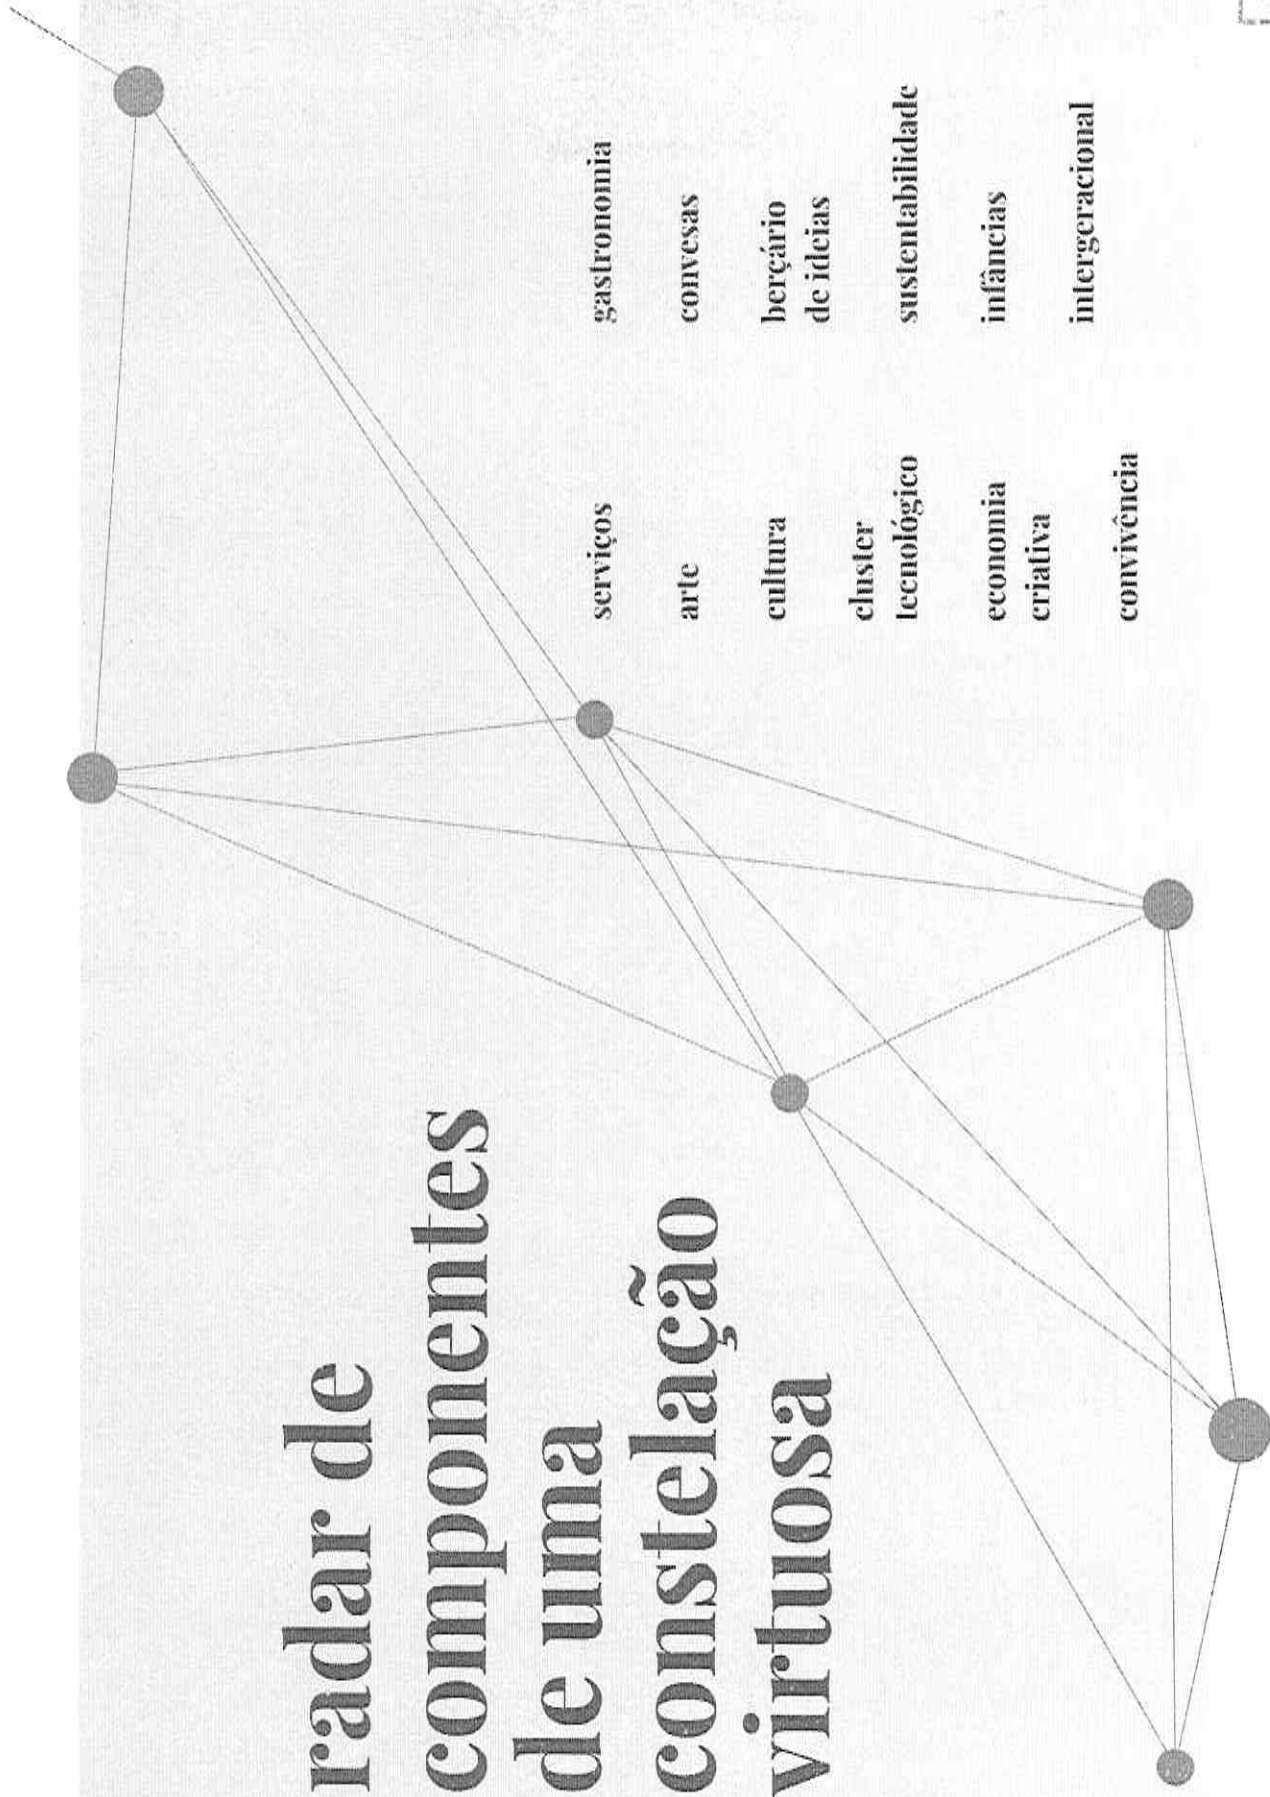 radar de
componentes
de uma
constelação
virtuosa
serviços
arte
cultura
cluster
tecnológico
economia
criativa
convivência
gastronomia
convesas
berçário
de ideias
sustentabilidade
infâncias
intergeracional